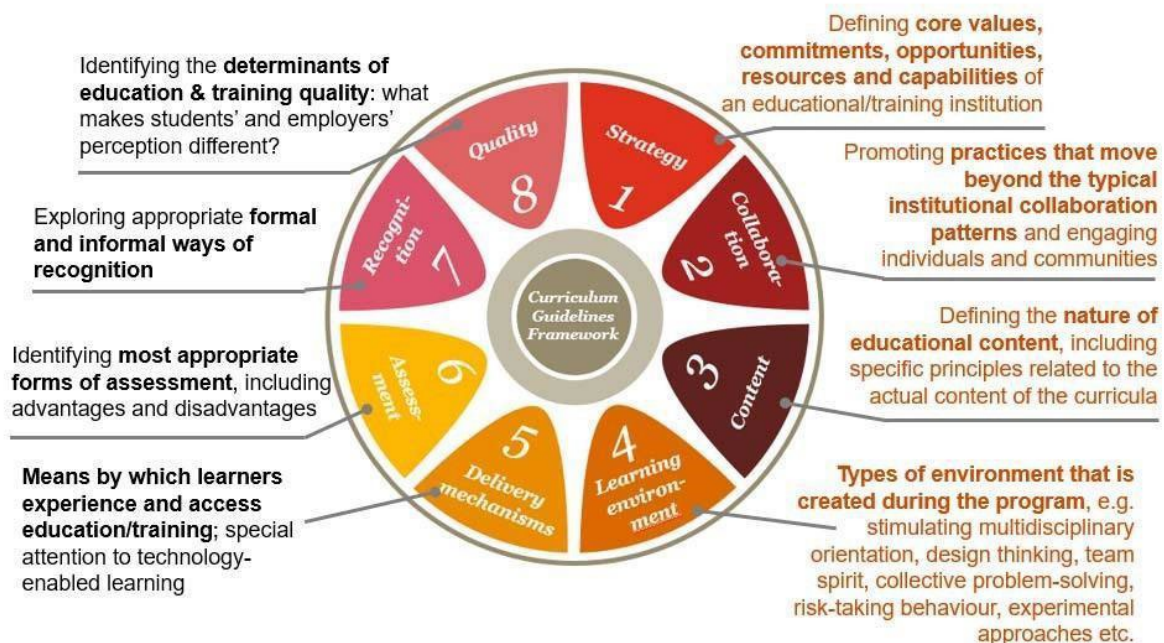 Defining core values,
commitments, opportunities,
resources and capabilities of
an educational/training institution
Identifying the determinants of
education & training quality: what
makes students' and employers'
perception different?
Promoting practices that move
beyond the typical
institutional collaboration
patterns and engaging
individuals and communities
Exploring appropriate formal
and informal ways of
recognition
Defining the nature of
educational content, including
specific principles related to the
actual content of the curricula
Identifying most appropriate
forms of assessment, including
advantages and disadvantages
Means by which learners
experience and access
education/training; special
attention to technology-
enabled learning
Types of environment that is
created during the program, e.g.
stimulating multidisciplinary
orientation, design thinking, team
spirit, collective problem-solving,
risk-taking behaviour, experimental
approaches etc.
Curriculum
Guidelines
Framework
Strategy
1
Collabora-
tion
2
3
Content
4
Learning
environ-
ment
5
Delivery
mechanisms
6
Assess-
ment
Recogni-
tion
7
Quality
8